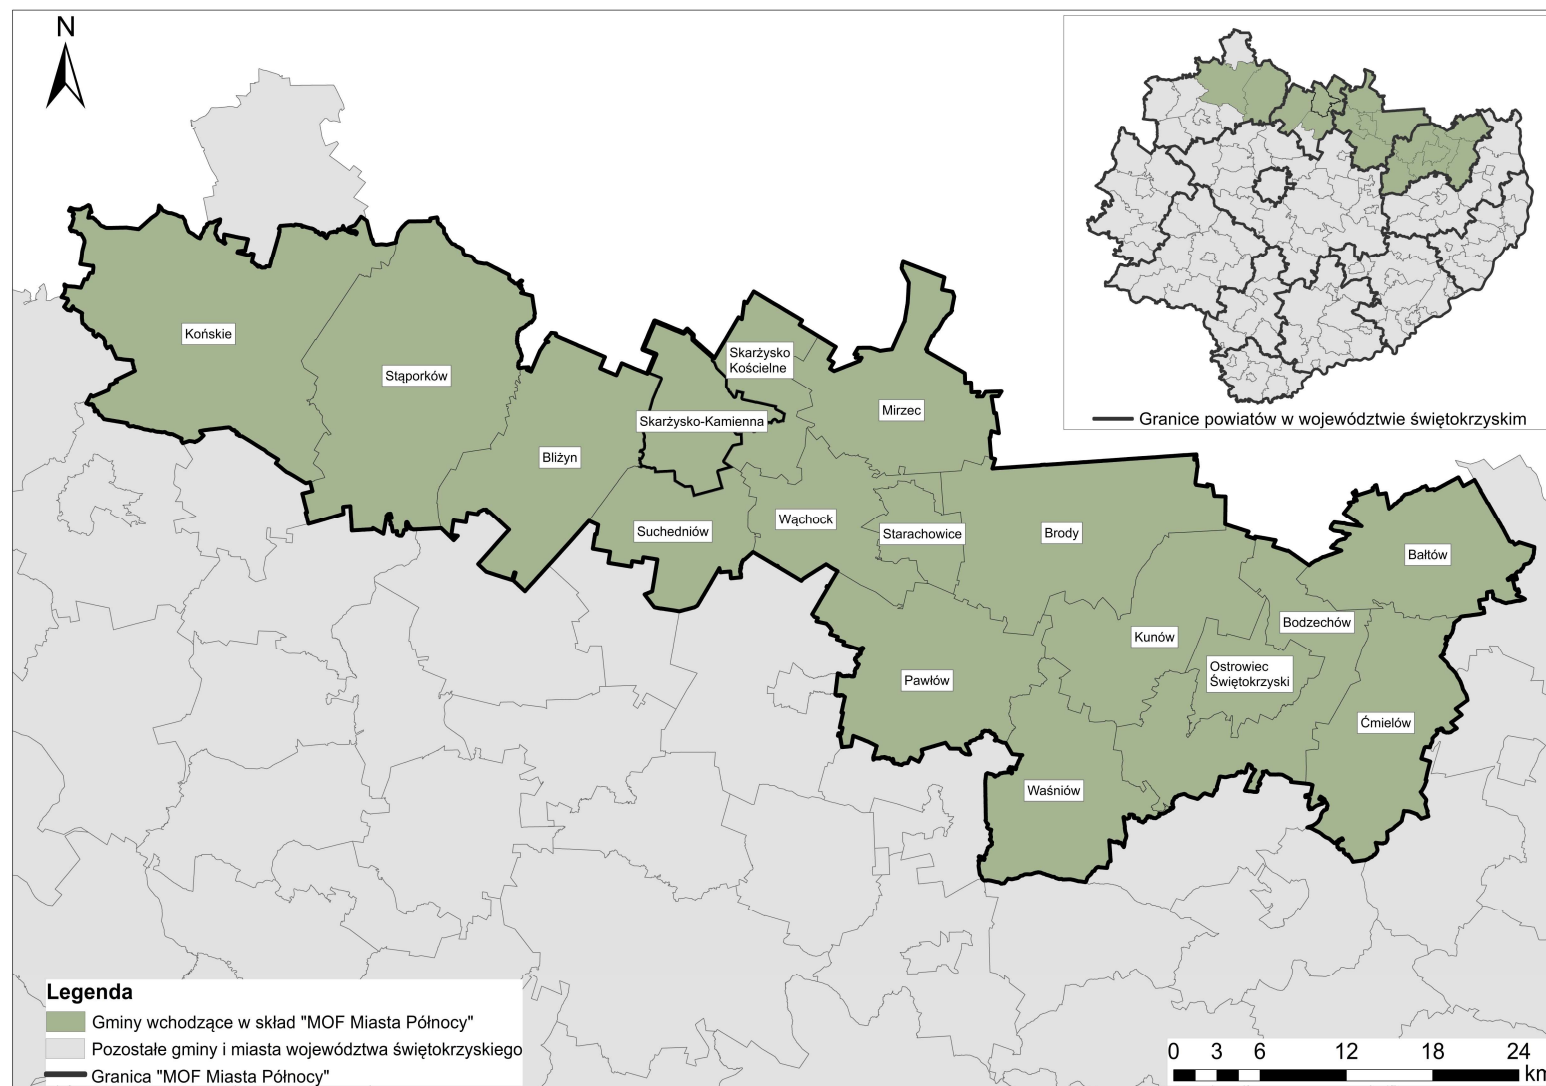 N
Granice powiatów w województwie świętokrzyskim
Końskie
Stąporków
Skarżysko
Kościelne
Mirzec
Skarżysko-Kamienna
Bliżyn
Wąchock
Suchedniów
Starachowice
Brody
Bałtów
Bodzechów
Kunów
Ostrowiec
Świętokrzyski
Pawłów
Ćmielów
Waśniów
Legenda
Gminy wchodzące w skład "MOF Miasta Północy"
Pozostałe gminy i miasta województwa świętokrzyskiego
Granica "MOF Miasta Północy"
0 3 6 12 18 24
km